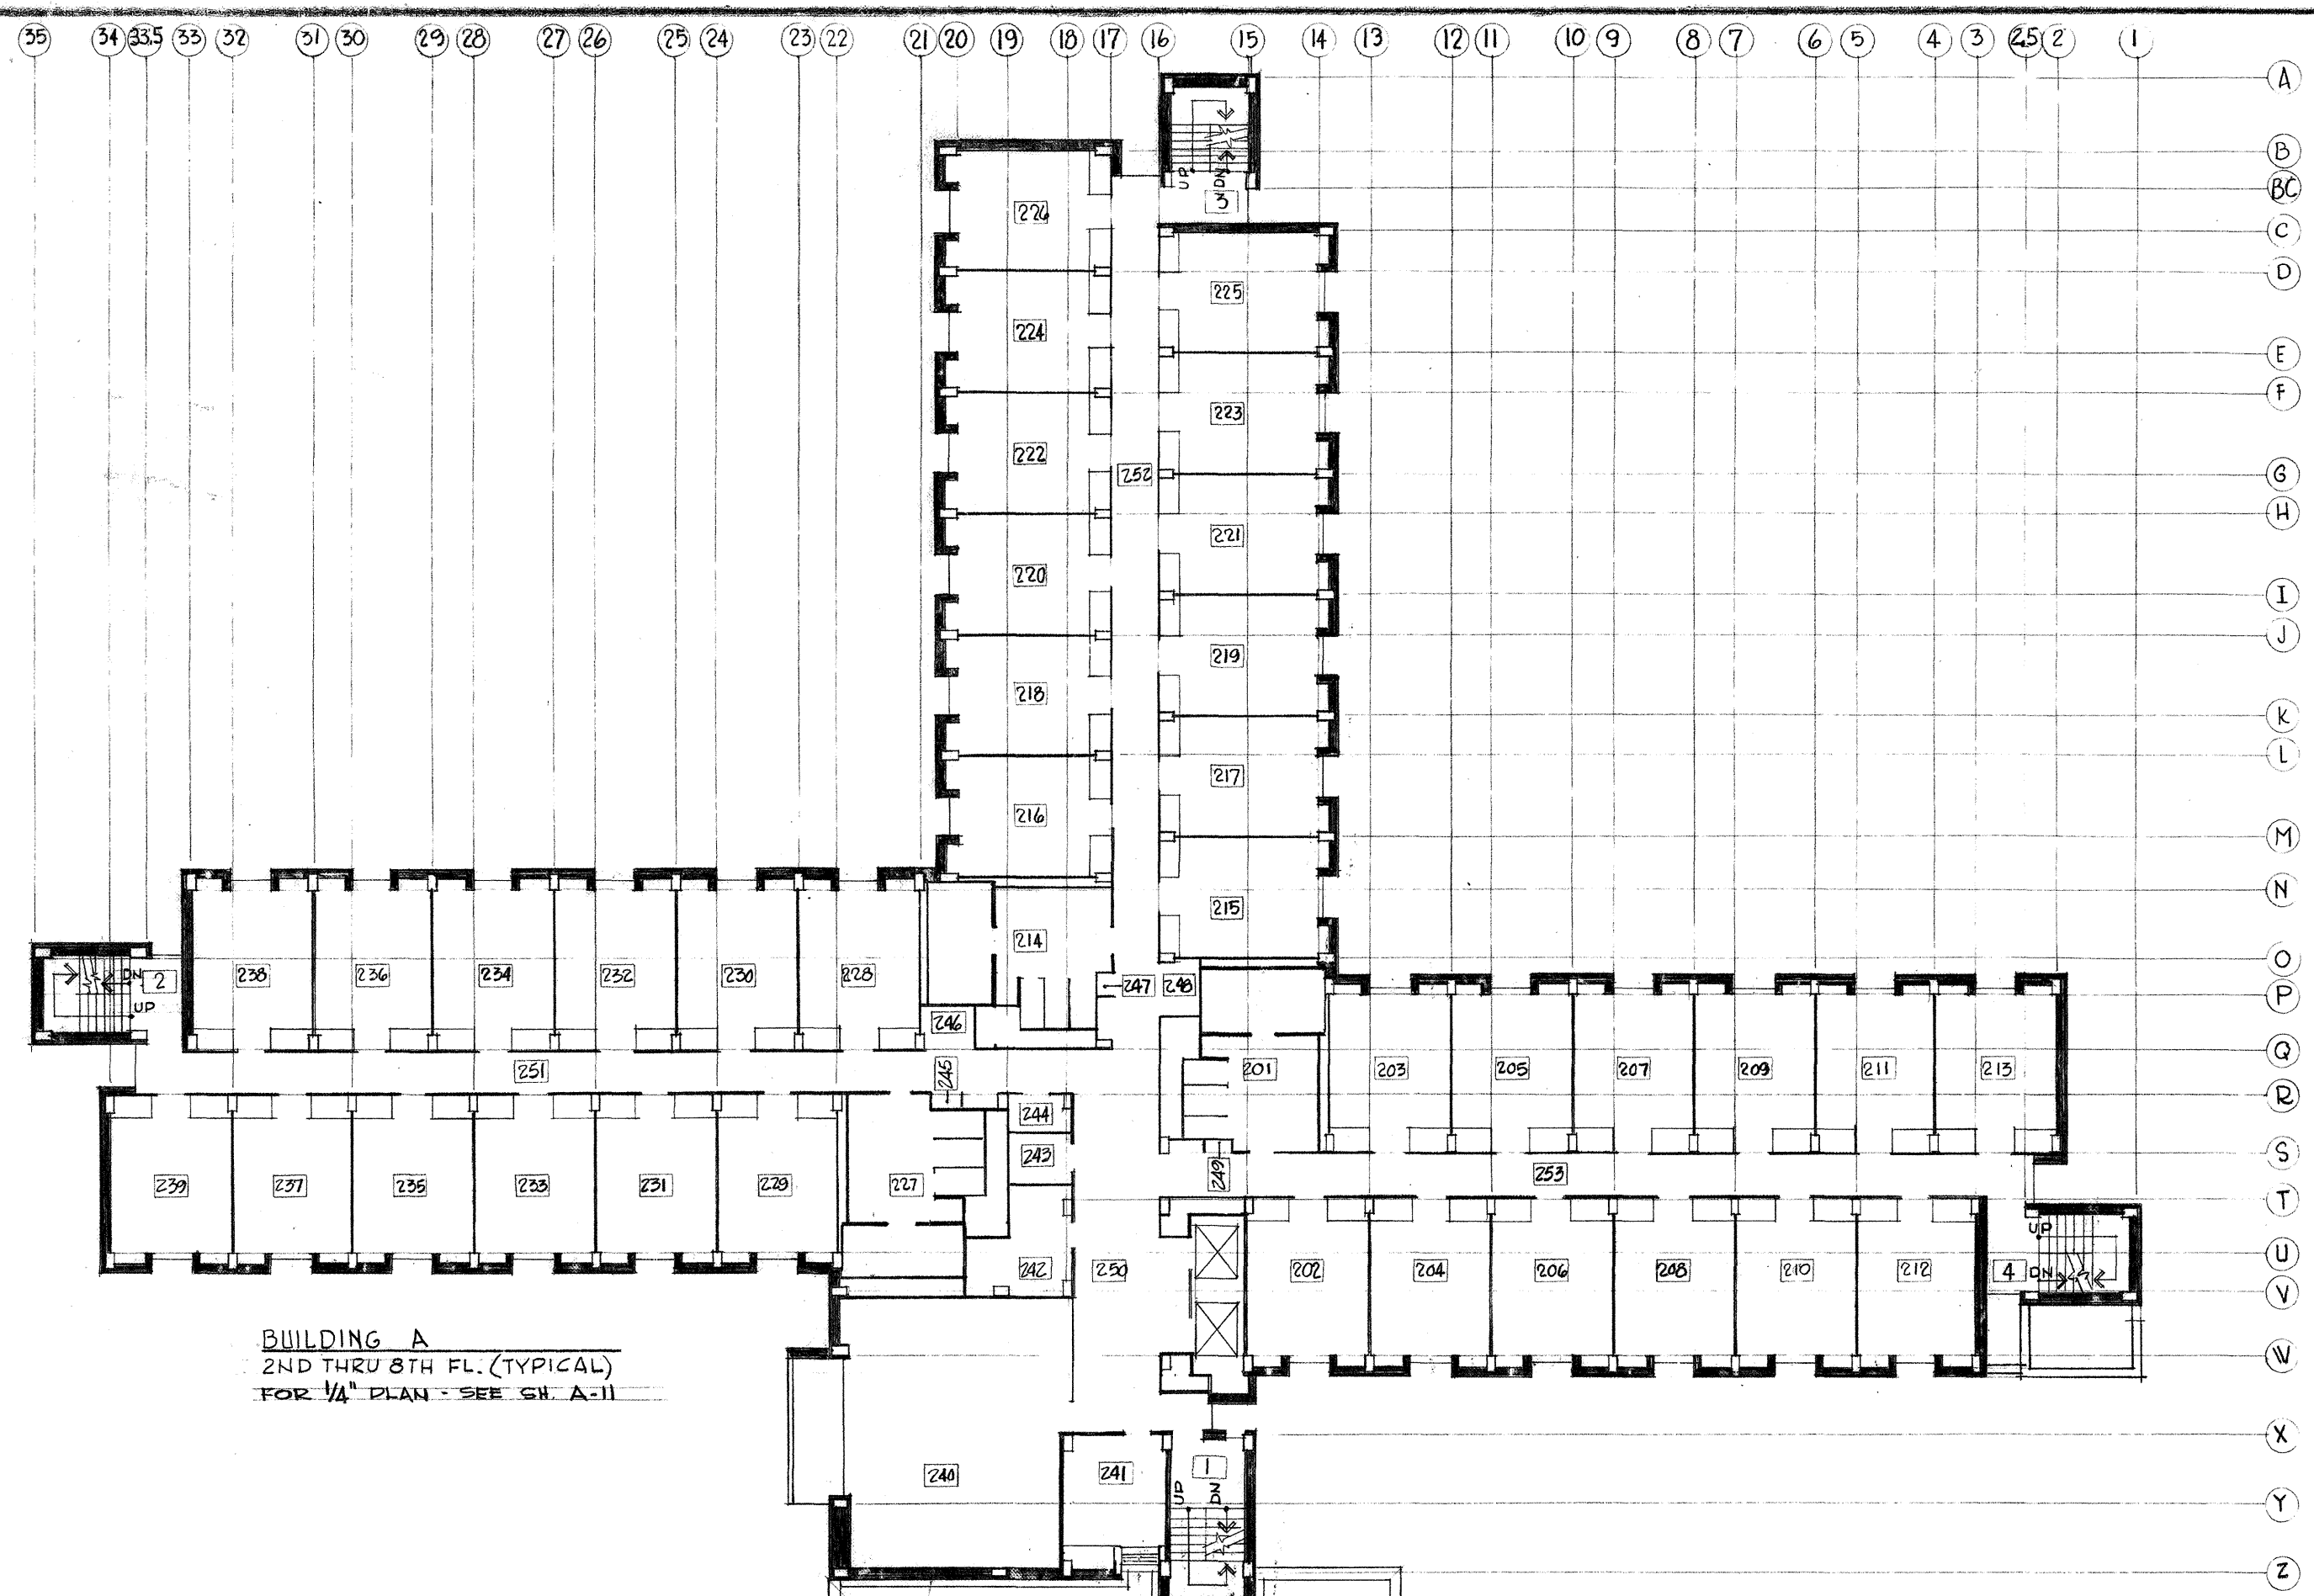 35 34 33.5 33 32 31 30 29 28 27 26 25 24 23 22 21 20 19 18 17 16 15 14 13 12 11 10 9 8 7 6 5 4 3 2.5 2 1
A
B
UP DN
BC
3
226
C
D
225
224
E
F
223
222
252
G
H
221
220
I
J
219
218
K
L
217
216
M
N
215
214
O
238 236 234 232 230 228
2 DN
UP
247 248
P
246
Q
251
245
201 203 205 207 209 211 213
R
244
243
S
249
253
239 237 235 233 231 229 227
T
UP
U
242 250 202 204 206 208 210 212 4 DN
V
BUILDING A
2ND THRU 8TH FL. (TYPICAL)
FOR 1/4" PLAN - SEE SH. A-11
W
X
240 241 1
UP DN
Y
Z